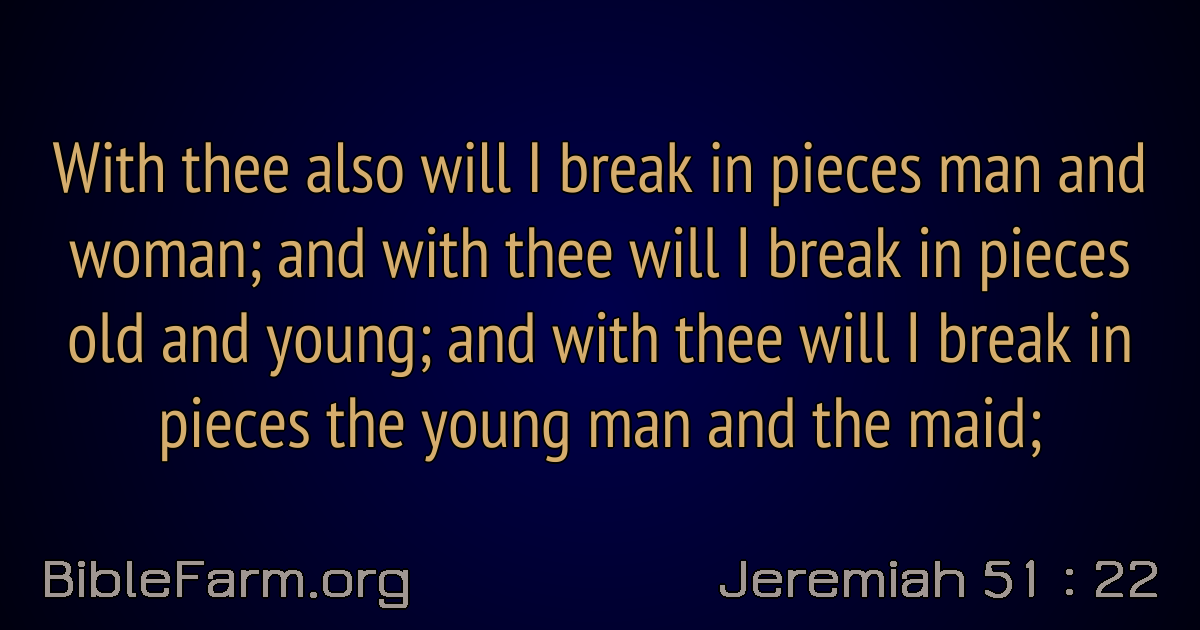 With thee also will I break in pieces man and
woman; and with thee will I break in pieces
old and young; and with thee will I break in
pieces the young man and the maid;
BibleFarm.org
Jeremiah 51 : 22